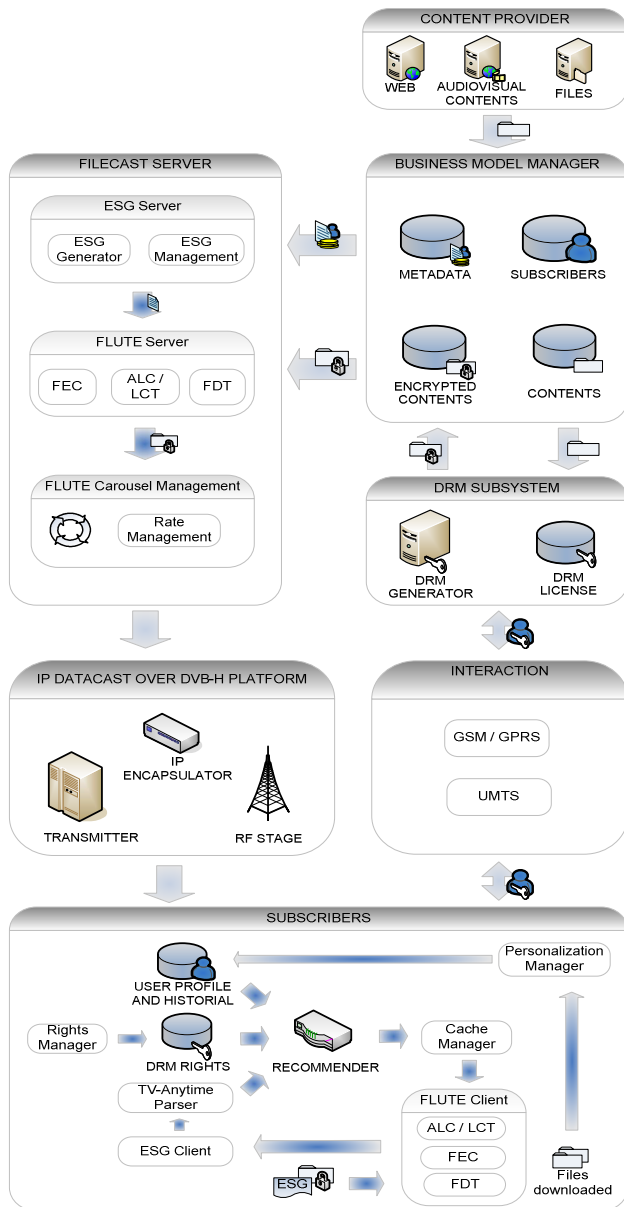 CONTENT PROVIDER
WEB
AUDIOVISUAL
CONTENTS
FILES
FILECAST SERVER
ESG Server
ESG
Generator
ESG
Management
FLUTE Server
FEC
ALC /
LCT
FDT
FLUTE Carousel Management
Rate
Management
BUSINESS MODEL MANAGER
METADATA
SUBSCRIBERS
ENCRYPTED
CONTENTS
CONTENTS
DRM SUBSYSTEM
DRM
GENERATOR
DRM
LICENSE
IP DATACAST OVER DVB-H PLATFORM
IP
ENCAPSULATOR
TRANSMITTER
RF STAGE
INTERACTION
GSM / GPRS
UMTS
SUBSCRIBERS
Personalization
Manager
USER PROFILE
AND HISTORIAL
Rights
Manager
DRM RIGHTS
RECOMMENDER
Cache
Manager
TV-Anytime
Parser
ESG Client
FLUTE Client
ALC / LCT
FEC
FDT
ESG
Files
downloaded